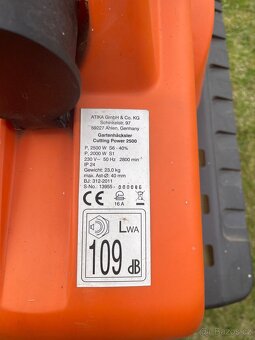 ATIKA GmbH & Co. KG
Schinkelstr. 97
59227 Ahlen, Germany
Gartenhäcksler
Cutting Power 2500
P₁ 2500 W S6 - 40%
P₁ 2000 W S1
230 V~ 50 Hz 2800 min⁻¹
IP 24
Gewicht: 23,0 kg
max. Ast-Ø: 40 mm
BJ: 312-2011
S-No.: 13955-
CE
16 A
LWA
109 dB